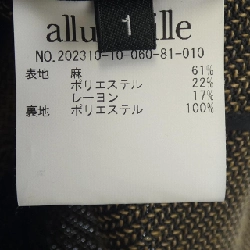 1
NO.202310-10-060-81-010
表地 麻 61%
ポリエステル 22%
レーヨン 17%
裏地 ポリエステル 100%